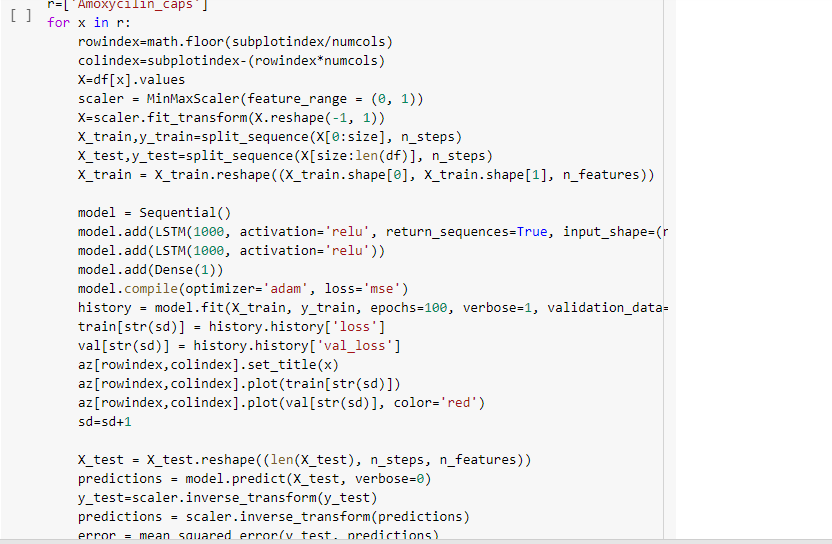 r=['Amoxycilin_caps']
[ ] for x in r:
rowindex=math.floor(subplotindex/numcols)
colindex=subplotindex-(rowindex*numcols)
X=df[x].values
scaler = MinMaxScaler(feature_range = (0, 1))
X=scaler.fit_transform(X.reshape(-1, 1))
X_train,y_train=split_sequence(X[0:size], n_steps)
X_test,y_test=split_sequence(X[size:len(df)], n_steps)
X_train = X_train.reshape((X_train.shape[0], X_train.shape[1], n_features))
model = Sequential()
model.add(LSTM(1000, activation='relu', return_sequences=True, input_shape=(
model.add(LSTM(1000, activation='relu'))
model.add(Dense(1))
model.compile(optimizer='adam', loss='mse')
history = model.fit(X_train, y_train, epochs=100, verbose=1, validation_data=
train[str(sd)] = history.history['loss']
val[str(sd)] = history.history['val_loss']
az[rowindex,colindex].set_title(x)
az[rowindex,colindex].plot(train[str(sd)])
az[rowindex,colindex].plot(val[str(sd)], color='red')
sd=sd+1
X_test = X_test.reshape((len(X_test), n_steps, n_features))
predictions = model.predict(X_test, verbose=0)
y_test=scaler.inverse_transform(y_test)
predictions = scaler.inverse_transform(predictions)
error = mean_squared_error(y_test, predictions)